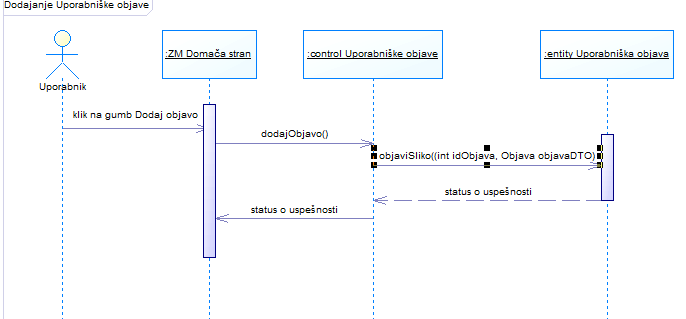 Dodajanje Uporabniške objave
:ZM Domača stran
:control Uporabniške objave
:entity Uporabniška objava
Uporabnik
klik na gumb Dodaj objavo
dodajObjavo()
objaviSliko((int idObjava, Objava objavaDTO)
status o uspešnosti
status o uspešnosti